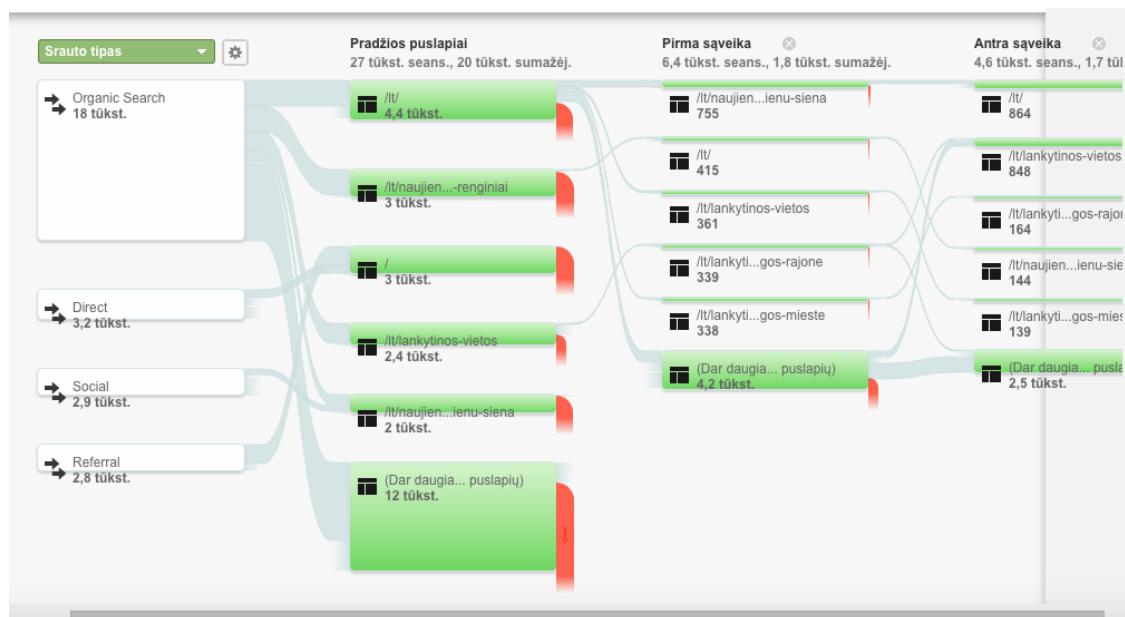 Srauto tipas
Organic Search
18 tūkst.
Direct
3,2 tūkst.
Social
2,9 tūkst.
Referral
2,8 tūkst.
Pradžios puslapiai
27 tūkst. seans., 20 tūkst. sumažėj.
/lt/
4,4 tūkst.
/lt/naujien...-renginiai
3 tūkst.
/
3 tūkst.
/lt/lankytinos-vietos
2,4 tūkst.
/lt/naujien...ienu-siena
2 tūkst.
(Dar daugia... puslapių)
12 tūkst.
Pirma sąveika
6,4 tūkst. seans., 1,8 tūkst. sumažėj.
/lt/naujien...ienu-siena
755
/lt/
415
/lt/lankytinos-vietos
361
/lt/lankyti...gos-rajone
339
/lt/lankyti...gos-mieste
338
(Dar daugia... puslapių)
4,2 tūkst.
Antra sąveika
4,6 tūkst. seans., 1,7 tūl
/lt/
864
/lt/lankytinos-vietos
848
/lt/lankyti...gos-rajon
164
/lt/naujien...ienu-sie
144
/lt/lankyti...gos-mies
139
(Dar daugia... pusla
2,5 tūkst.